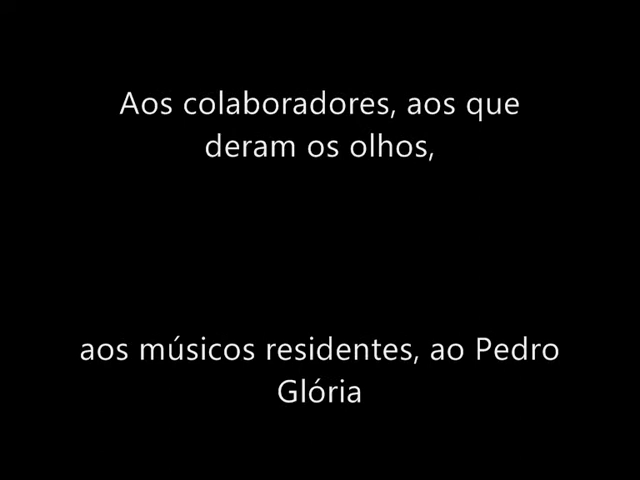 Aos colaboradores, aos que
deram os olhos,
aos músicos residentes, ao Pedro
Glória